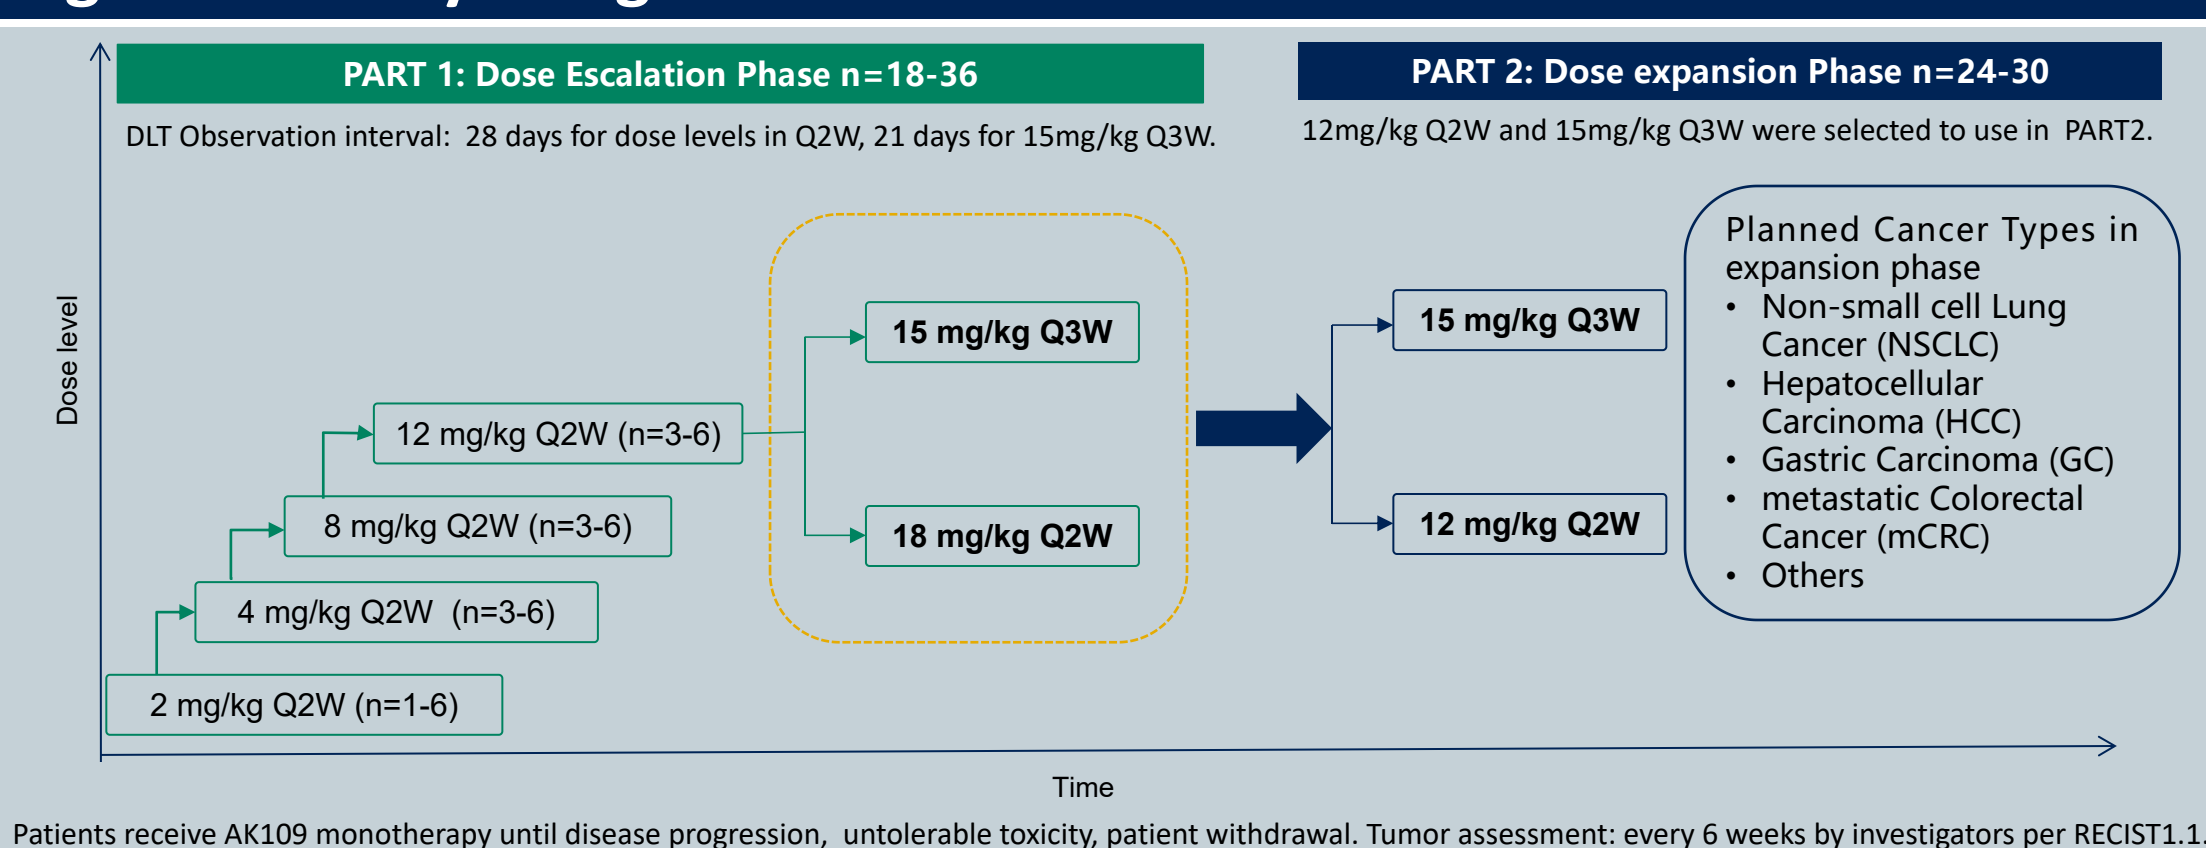 PART 1: Dose Escalation Phase n=18-36
DLT Observation interval: 28 days for dose levels in Q2W, 21 days for 15mg/kg Q3W.
PART 2: Dose expansion Phase n=24-30
12mg/kg Q2W and 15mg/kg Q3W were selected to use in PART2.
Dose level
2 mg/kg Q2W (n=1-6)
4 mg/kg Q2W (n=3-6)
8 mg/kg Q2W (n=3-6)
12 mg/kg Q2W (n=3-6)
15 mg/kg Q3W
18 mg/kg Q2W
15 mg/kg Q3W
12 mg/kg Q2W
Planned Cancer Types in
expansion phase
• Non-small cell Lung
Cancer (NSCLC)
• Hepatocellular
Carcinoma (HCC)
• Gastric Carcinoma (GC)
• metastatic Colorectal
Cancer (mCRC)
• Others
Time
Patients receive AK109 monotherapy until disease progression, untolerable toxicity, patient withdrawal. Tumor assessment: every 6 weeks by investigators per RECIST1.1.